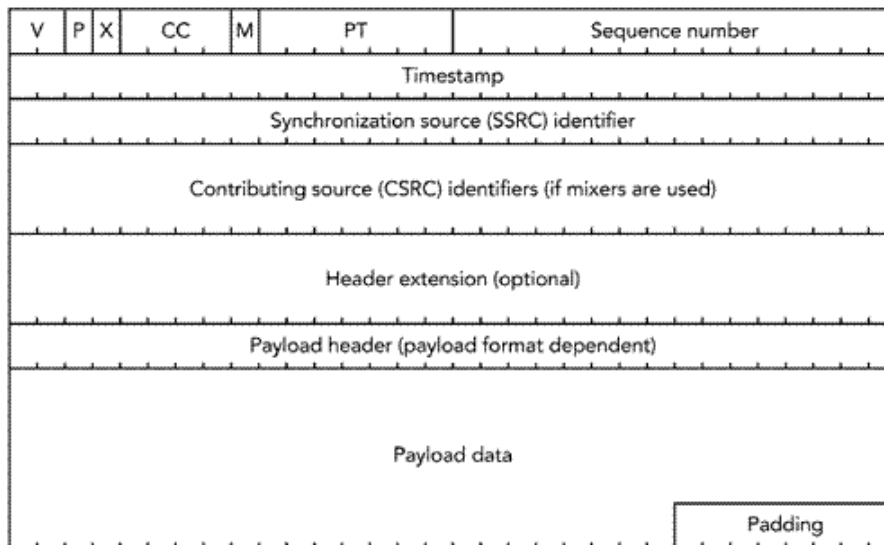 V P X CC M PT Sequence number
Timestamp
Synchronization source (SSRC) identifier
Contributing source (CSRC) identifiers (if mixers are used)
Header extension (optional)
Payload header (payload format dependent)
Payload data
Padding